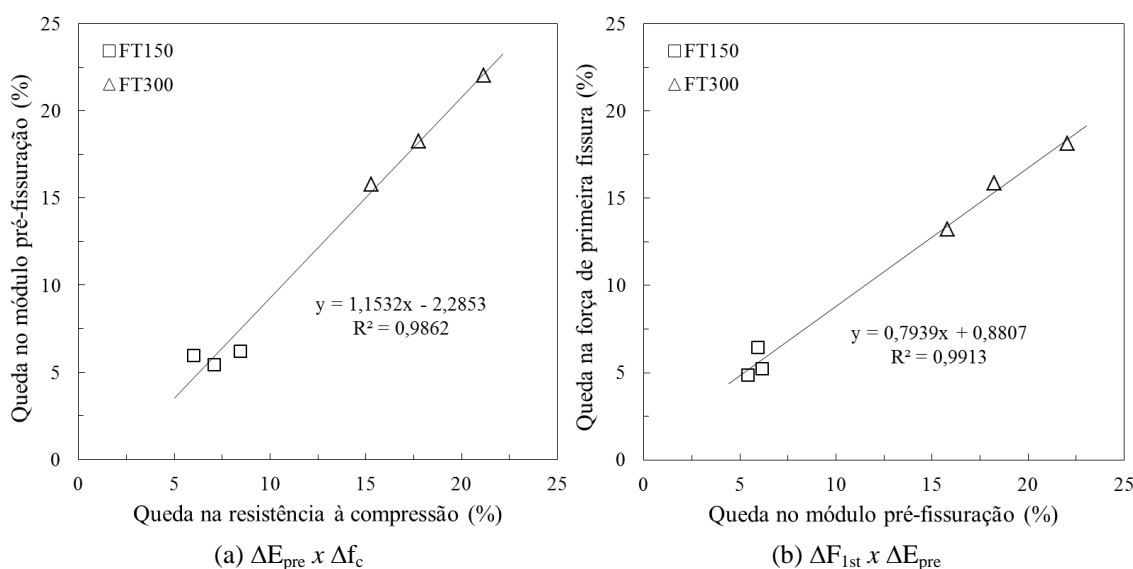 Queda no módulo pré-fissuração (%)
25
20
15
10
5
0
FT150
FT300
y = 1,1532x - 2,2853
R² = 0,9862
0 5 10 15 20 25
Queda na resistência à compressão (%)
(a) ΔEpre x Δfc
Queda na força de primeira fissura (%)
25
20
15
10
5
0
FT150
FT300
y = 0,7939x + 0,8807
R² = 0,9913
0 5 10 15 20 25
Queda no módulo pré-fissuração (%)
(b) ΔF1st x ΔEpre